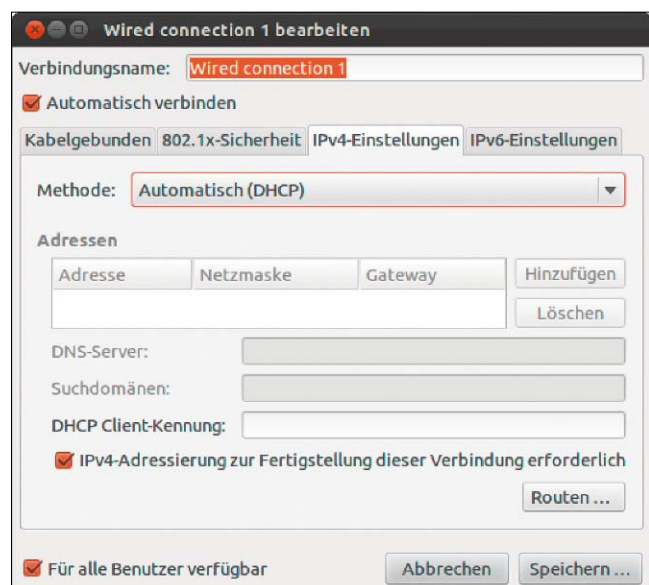 Wired connection 1 bearbeiten
Verbindungsname: Wired connection 1
Automatisch verbinden
Kabelgebunden 802.1x-Sicherheit IPv4-Einstellungen IPv6-Einstellungen
Methode: Automatisch (DHCP)
Adressen
Adresse Netzmaske Gateway Hinzufügen
Löschen
DNS-Server:
Suchdomänen:
DHCP Client-Kennung:
IPv4-Adressierung zur Fertigstellung dieser Verbindung erforderlich
Routen ...
Für alle Benutzer verfügbar Abbrechen Speichern ...